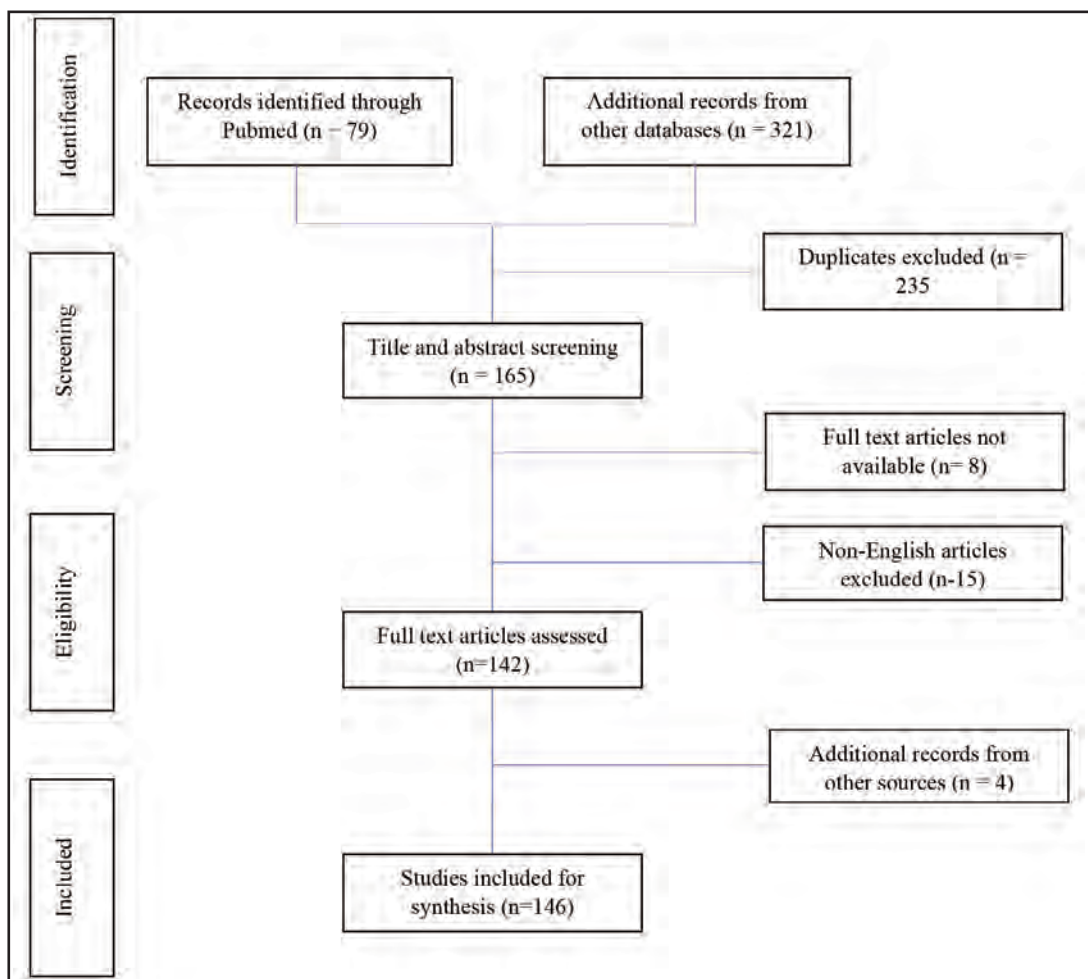 Identification
Records identified through
Pubmed (n = 79)
Additional records from
other databases (n = 321)
Duplicates excluded (n =
235
Screening
Title and abstract screening
(n = 165)
Full text articles not
available (n= 8)
Non-English articles
excluded (n-15)
Eligibility
Full text articles assessed
(n=142)
Additional records from
other sources (n = 4)
Included
Studies included for
synthesis (n=146)